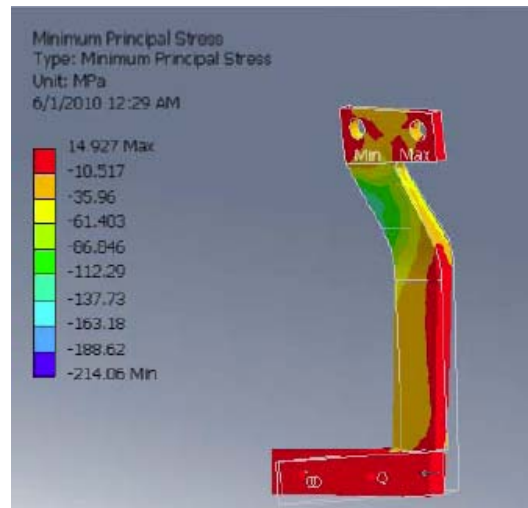 Minimum Principal Stress
Type: Minimum Principal Stress
Unit: MPa
6/1/2010 12:29 AM
14.927 Max
-10.517
-35.96
-61.403
-86.846
-112.29
-137.73
-163.18
-188.62
-214.06 Min
Min Max